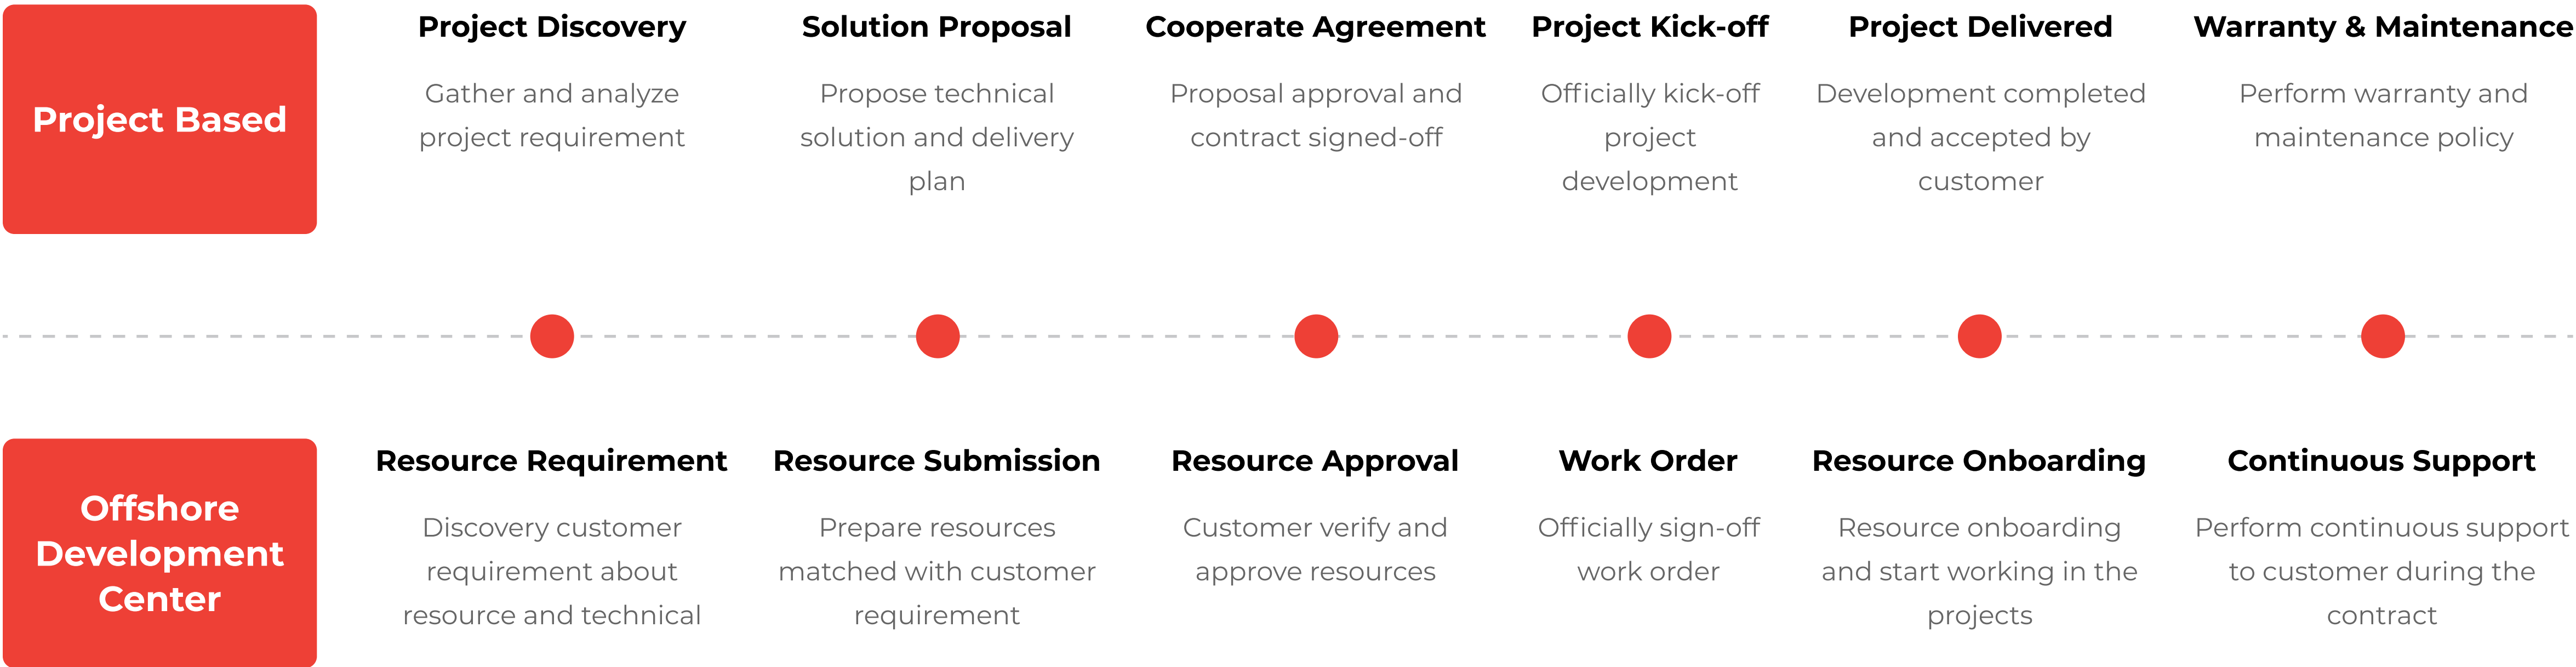 Project Based
Project Discovery
Gather and analyze
project requirement
Solution Proposal
Propose technical
solution and delivery
plan
Cooperate Agreement
Proposal approval and
contract signed-off
Project Kick-off
Officially kick-off
project
development
Project Delivered
Development completed
and accepted by
customer
Warranty & Maintenance
Perform warranty and
maintenance policy
Offshore
Development
Center
Resource Requirement
Discovery customer
requirement about
resource and technical
Resource Submission
Prepare resources
matched with customer
requirement
Resource Approval
Customer verify and
approve resources
Work Order
Officially sign-off
work order
Resource Onboarding
Resource onboarding
and start working in the
projects
Continuous Support
Perform continuous support
to customer during the
contract